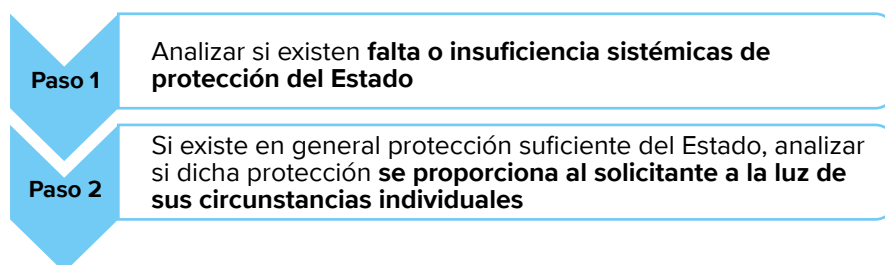 Paso 1
Analizar si existen falta o insuficiencia sistémicas de
protección del Estado
Paso 2
Si existe en general protección suficiente del Estado, analizar
si dicha protección se proporciona al solicitante a la luz de
sus circunstancias individuales